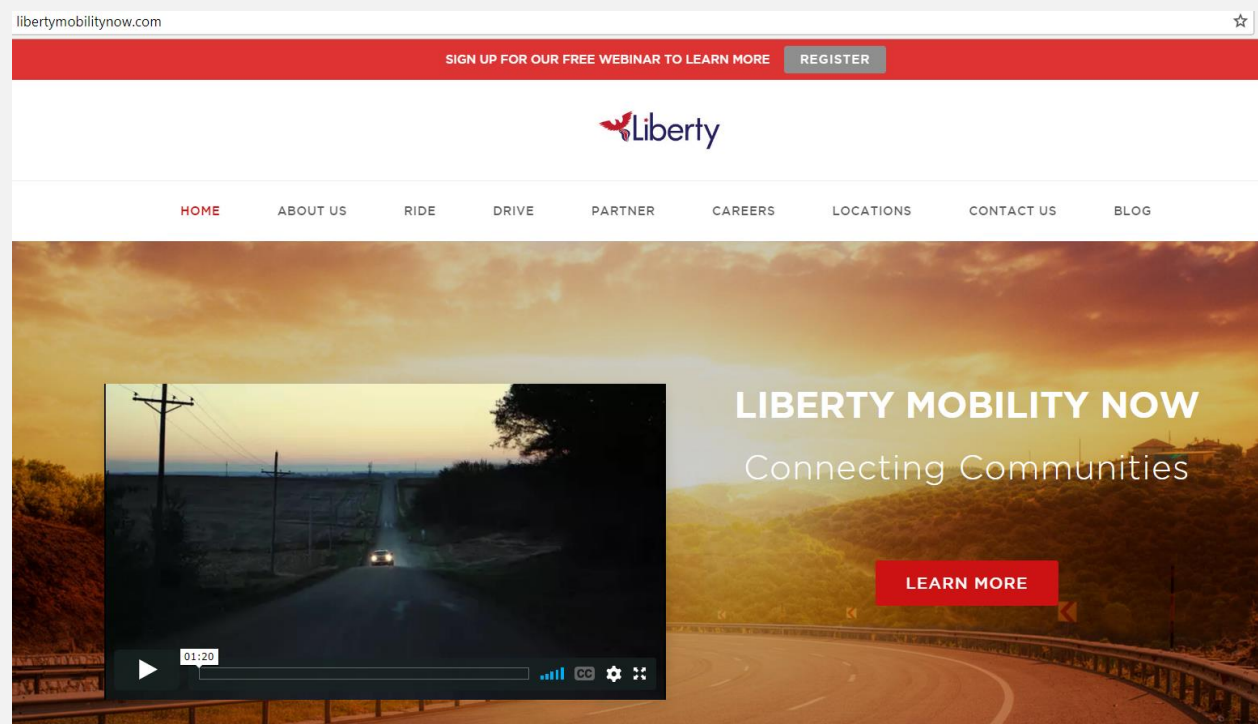 libertymobilitynow.com
SIGN UP FOR OUR FREE WEBINAR TO LEARN MORE REGISTER
Liberty
HOME ABOUT US RIDE DRIVE PARTNER CAREERS LOCATIONS CONTACT US BLOG
LIBERTY MOBILITY NOW
Connecting Communities
LEARN MORE
01:20
CC